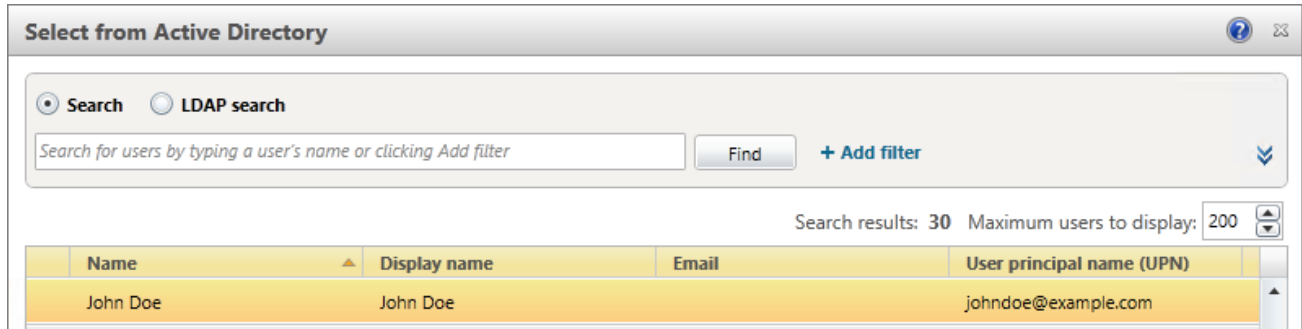 Select from Active Directory
Search LDAP search
Search for users by typing a user's name or clicking Add filter Find + Add filter
Search results: 30 Maximum users to display: 200
Name Display name Email User principal name (UPN)
John Doe John Doe johndoe@example.com